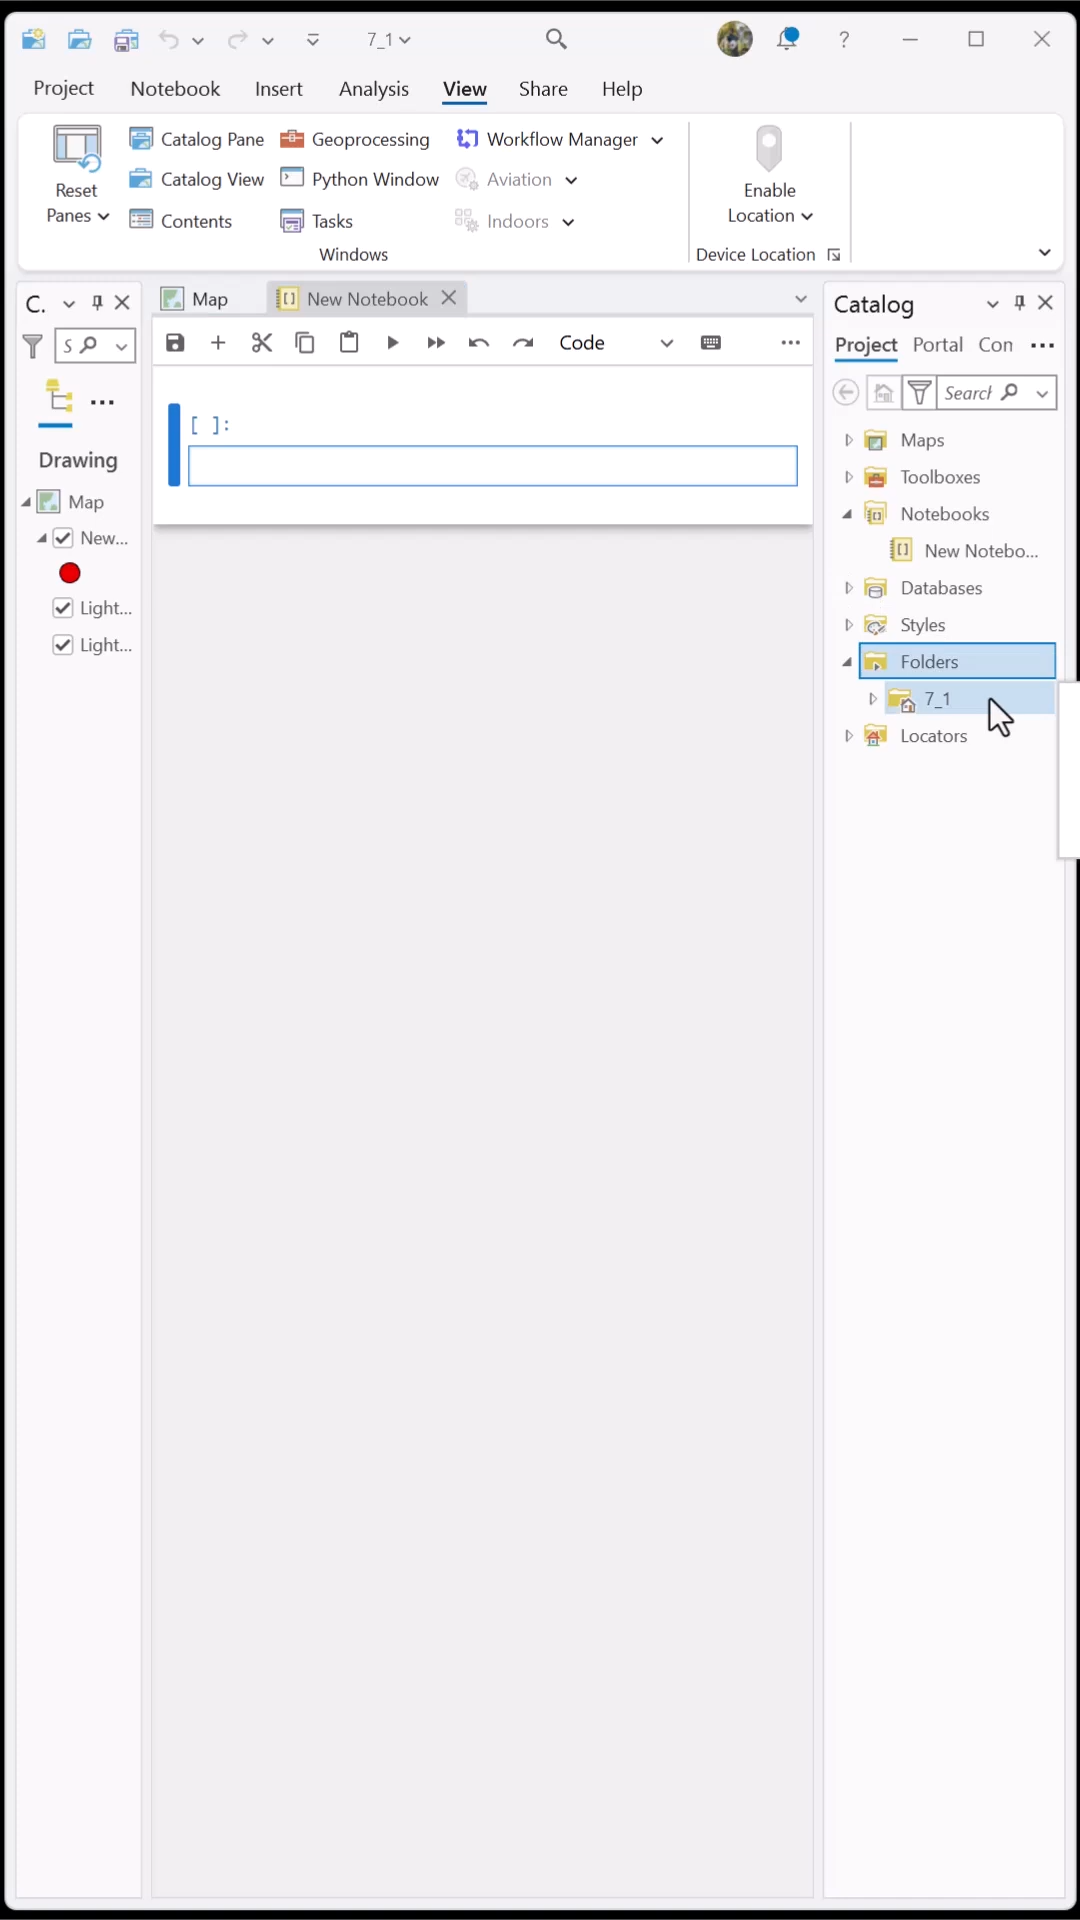 7_1
?
Project Notebook Insert Analysis View Share Help
Reset
Panes
Catalog Pane
Catalog View
Contents
Geoprocessing
Python Window
Tasks
Workflow Manager
Aviation
Indoors
Windows
Enable
Location
Device Location
C.
S
Drawing
Map
New...
Light...
Light...
Map
New Notebook
Code
[ ]:
Catalog
Project Portal Con
Search
Maps
Toolboxes
Notebooks
New Notebo...
Databases
Styles
Folders
7_1
Locators